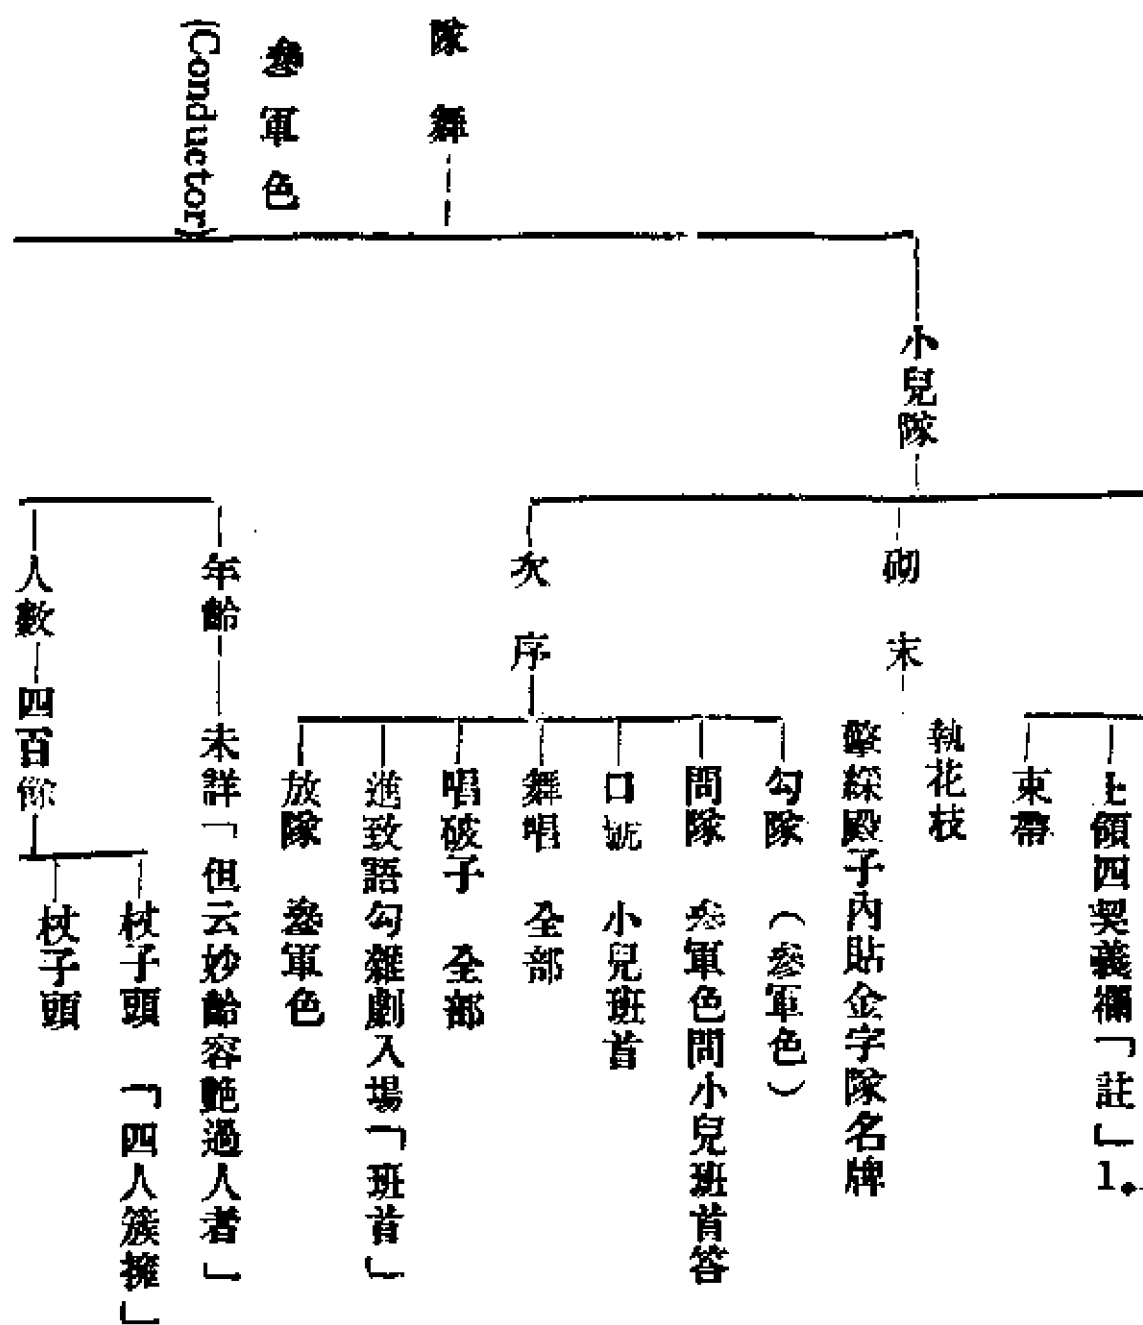 隊舞
參軍色
(Conductor)
小兒隊
上領四契義襴「註」1.
束帶
砌末
執花枝
擎綵殿子內貼金字隊名牌
次序
勾隊（參軍色）
問隊 參軍色問小兒班首答
口號 小兒班首
舞唱 全部
唱破子 全部
進致語勾雜劇入場「班首」
放隊 參軍色
年齡
未詳「但云妙齡容艷過人者」
人數
四百餘
杖子頭「四人簇擁」
杖子頭